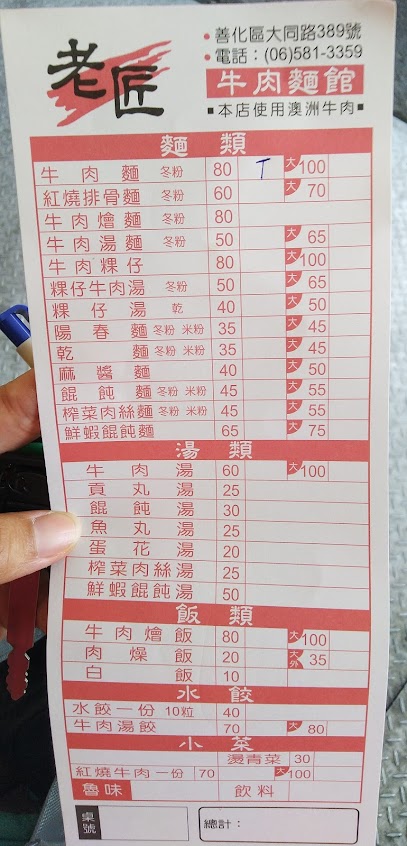 老匠
• 善化區大同路389號
• 電話：(06)581-3359
牛肉麵館
■本店使用澳洲牛肉■
麵 類
牛肉麵 冬粉 80 T 大 100
紅燒排骨麵 冬粉 60 大 70
牛肉燴麵 冬粉 80
牛肉湯麵 冬粉 50 大 65
牛肉粿仔 80 大 100
粿仔牛肉湯 冬粉 50 大 65
粿仔湯 乾 40 大 50
陽春麵 冬粉 米粉 35 大 45
乾麵 冬粉 米粉 35 大 45
麻醬麵 40 大 50
餛飩麵 冬粉 米粉 45 大 55
榨菜肉絲麵 冬粉 米粉 45 大 55
鮮蝦餛飩麵 65 大 75
湯 類
牛肉湯 60 大 100
貢丸湯 25
餛飩湯 30
魚丸湯 25
蛋花湯 20
榨菜肉絲湯 25
鮮蝦餛飩湯 50
飯 類
牛肉燴飯 80 大 100
肉燥飯 20 大外 35
白飯 10
水 餃
水餃一份 10粒 40
牛肉湯餃 70 大 80
小 菜
燙青菜 30
紅燒牛肉 一份 70 大 100
魯味 飲料
桌號 總計：